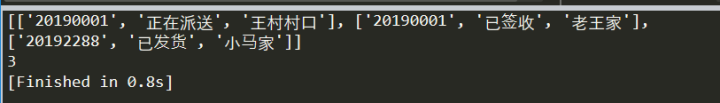 [['20190001', '正在派送', '王村村口'], ['20190001', '已签收', '老王家'],
['20192288', '已发货', '小马家']]
3
[Finished in 0.8s]